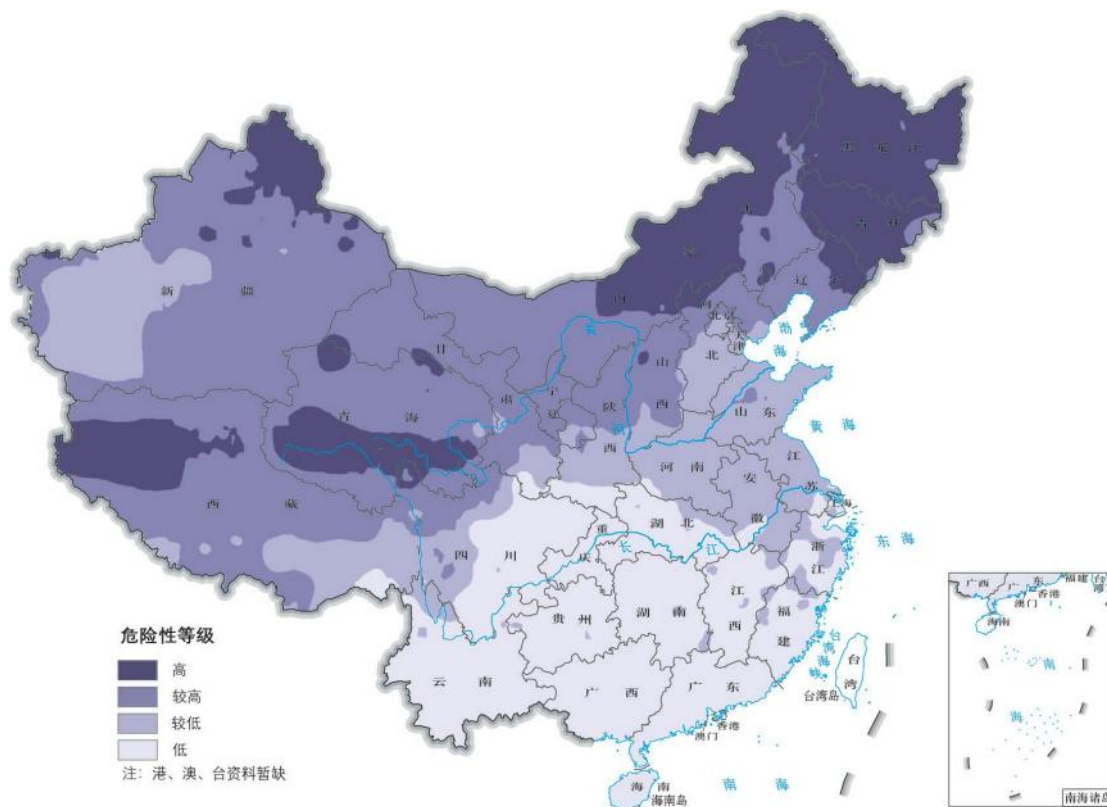 黑龙江
吉林
辽宁
内蒙古
新疆
甘肃
青海
宁夏
陕西
山西
河北
北京
天津
渤海
山东
黄海
黄河
河南
江苏
安徽
上海
西藏
四川
重庆
湖北
长江
浙江
东海
贵州
湖南
江西
福建
云南
广西
广东
台湾海峡
台湾
台湾岛
香港
澳门
海南
海南岛
南海
危险性等级
高
较高
较低
低
注：港、澳、台资料暂缺
广西
广东
福建
台湾
香港
澳门
海南
南海
南海诸岛